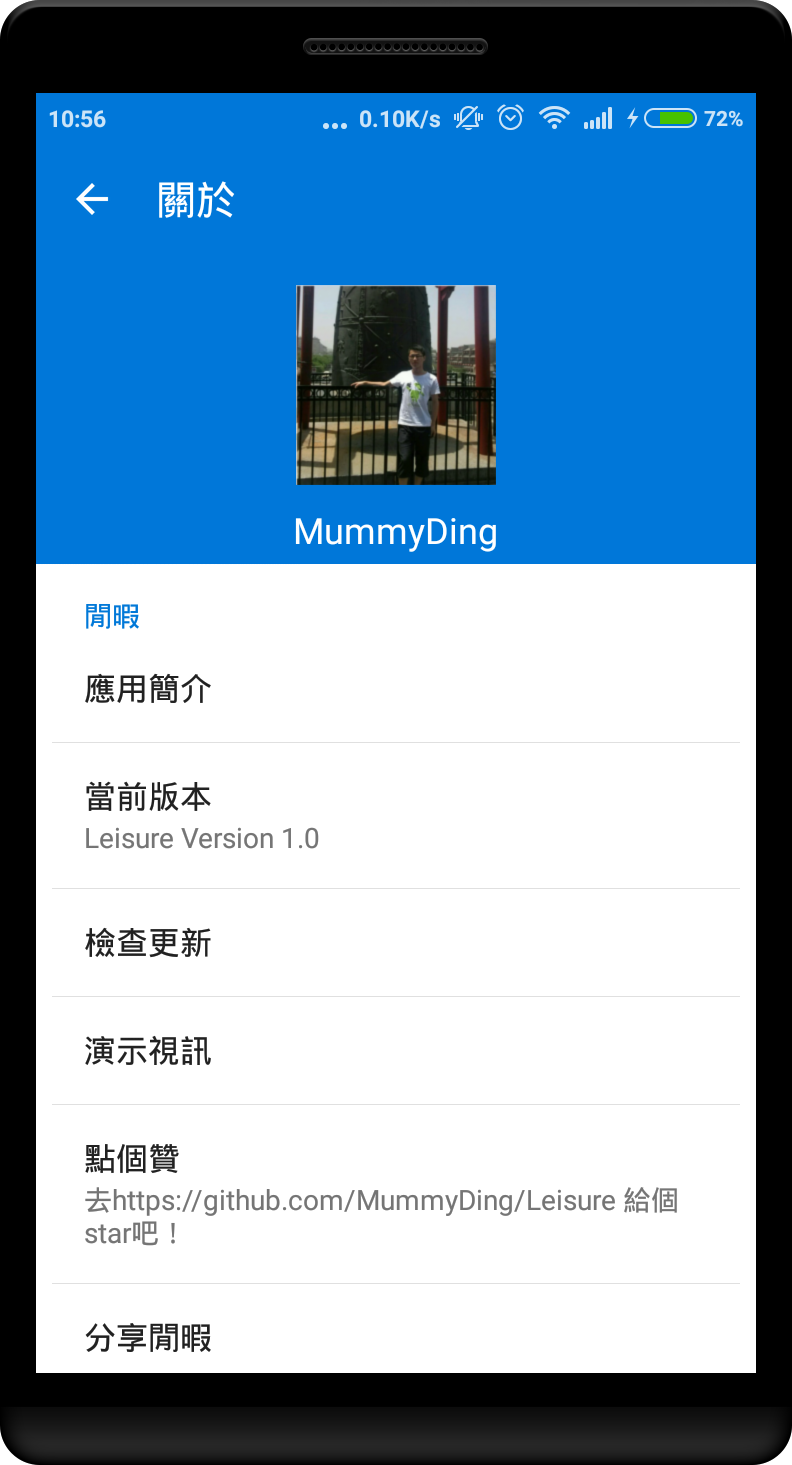 10:56 ... 0.10K/s 72%
關於
MummyDing
閒暇
應用簡介
當前版本
Leisure Version 1.0
檢查更新
演示視訊
點個贊
去https://github.com/MummyDing/Leisure 給個
star吧！
分享閒暇